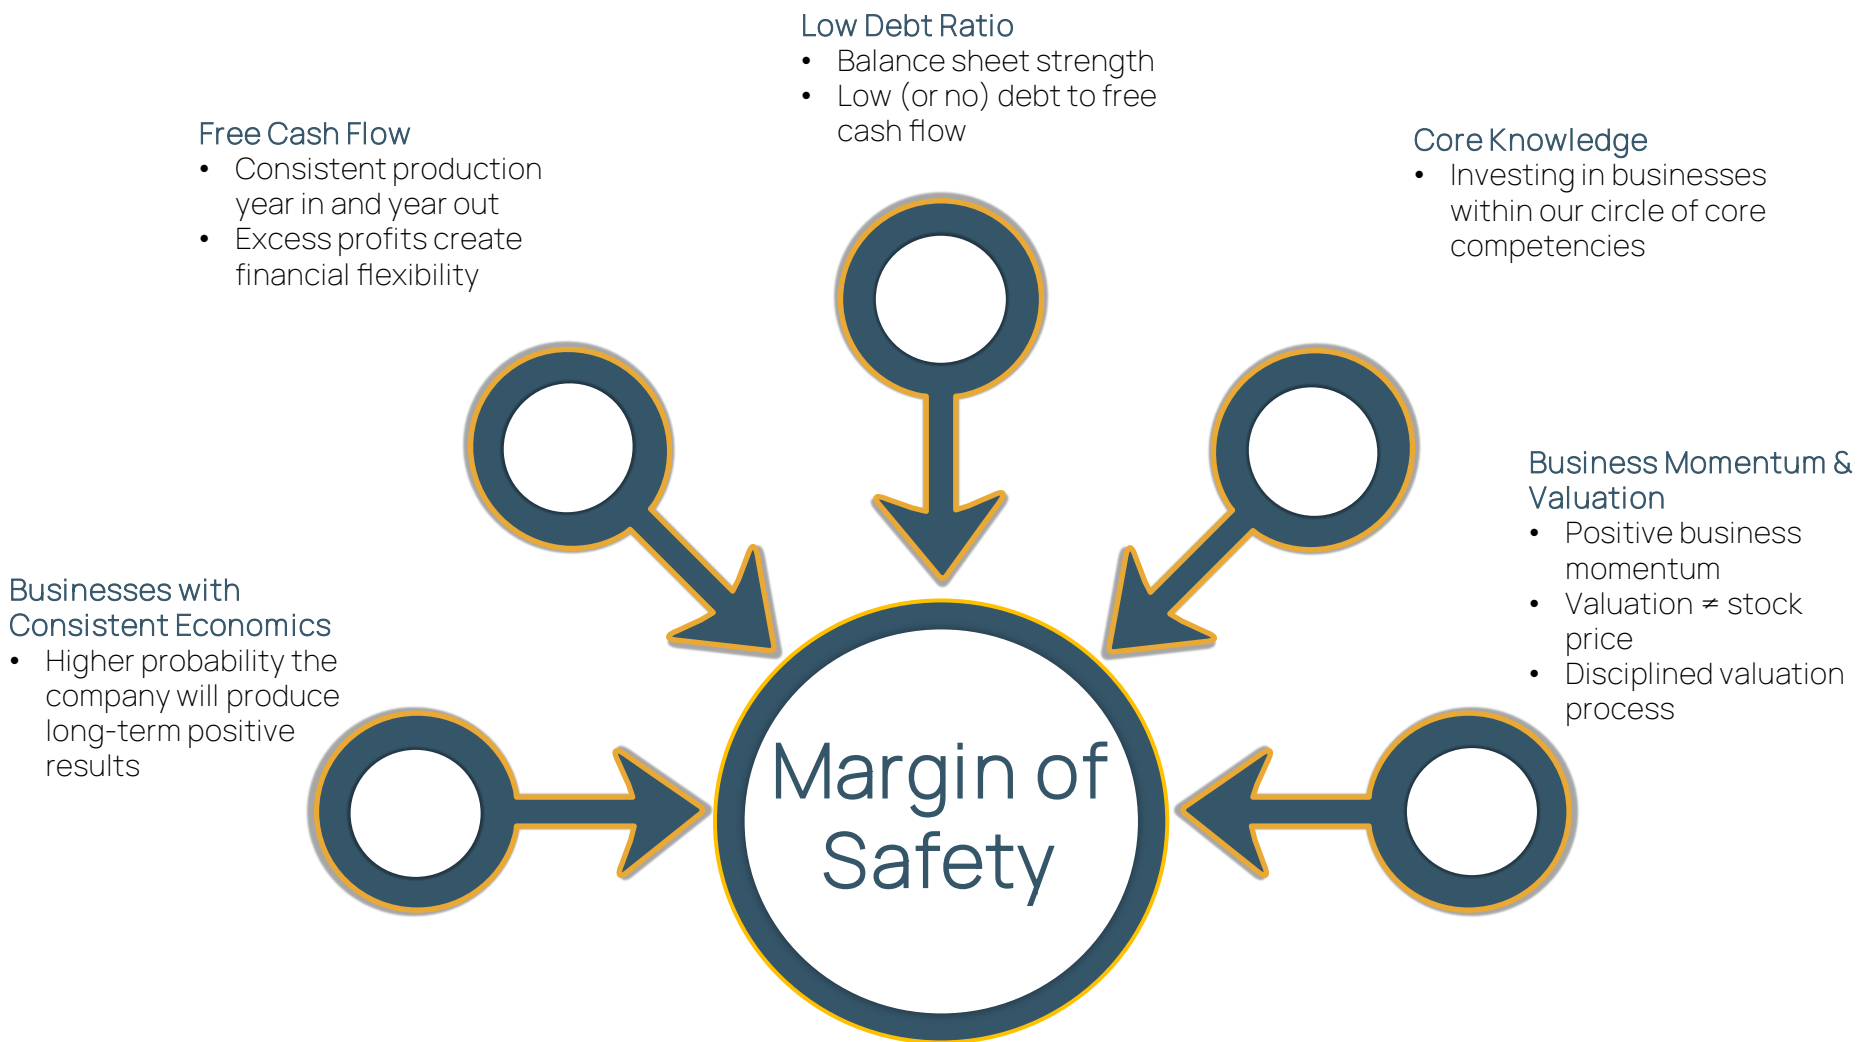 Low Debt Ratio
• Balance sheet strength
• Low (or no) debt to free
cash flow
Free Cash Flow
• Consistent production
year in and year out
• Excess profits create
financial flexibility
Core Knowledge
• Investing in businesses
within our circle of core
competencies
Business Momentum &
Valuation
• Positive business
momentum
• Valuation ≠ stock
price
• Disciplined valuation
process
Businesses with
Consistent Economics
• Higher probability the
company will produce
long-term positive
results
Margin of
Safety